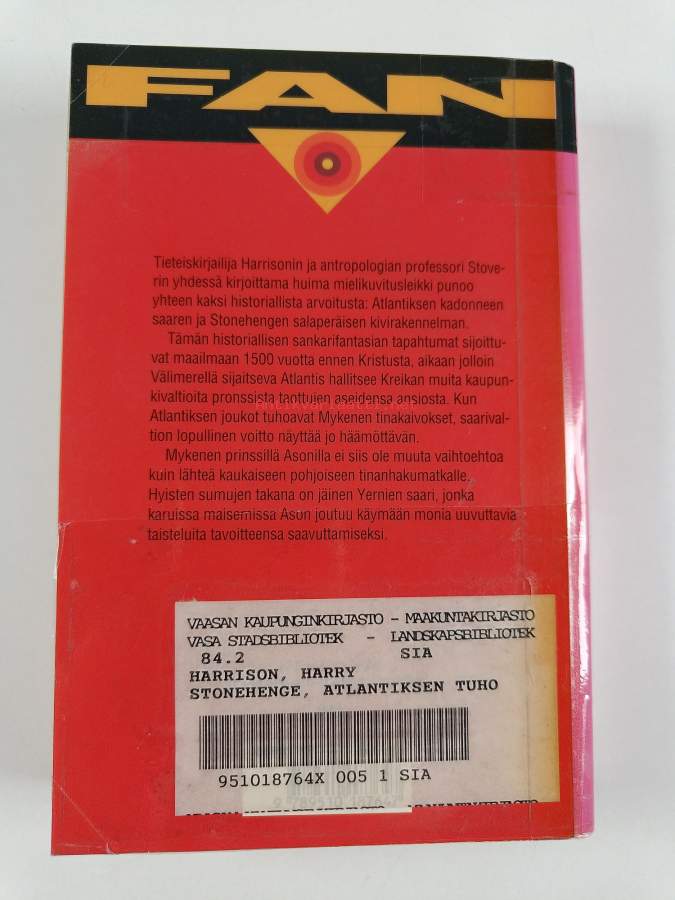 FAN
Tieteiskirjailija Harrisonin ja antropologian professori Stove-
rin yhdessä kirjoittama huima mielikuvitusleikki punoo
yhteen kaksi historiallista arvoitusta: Atlantiksen kadonneen
saaren ja Stonehengen salaperäisen kivirakennelman.
Tämän historiallisen sankarifantasian tapahtumat sijoittu-
vat maailmaan 1500 vuotta ennen Kristusta, aikaan jolloin
Välimerellä sijaitseva Atlantis hallitsee Kreikan muita kaupun-
kivaltioita pronssista taottujen aseidensa ansiosta. Kun
Atlantiksen joukot tuhoavat Mykenen tinakaivokset, saarival-
tion lopullinen voitto näyttää jo häämöttävän.
Mykenen prinssillä Asonilla ei siis ole muuta vaihtoehtoa
kuin lähteä kaukaiseen pohjoiseen tinanhakumatkalle.
Hyisten sumujen takana on jäinen Yernien saari, jonka
karuissa maisemissa Ason joutuu käymään monia uuvuttavia
taisteluita tavoitteensa saavuttamiseksi.
VAASAN KAUPUNGINKIRJASTO - MAAKUNTAKIRJASTO
VASA STADSBIBLIOTEK - LANDSKAPSBIBLIOTEK
84.2 SIA
HARRISON, HARRY
STONEHENGE, ATLANTIKSEN TUHO
951018764X 005 1 SIA